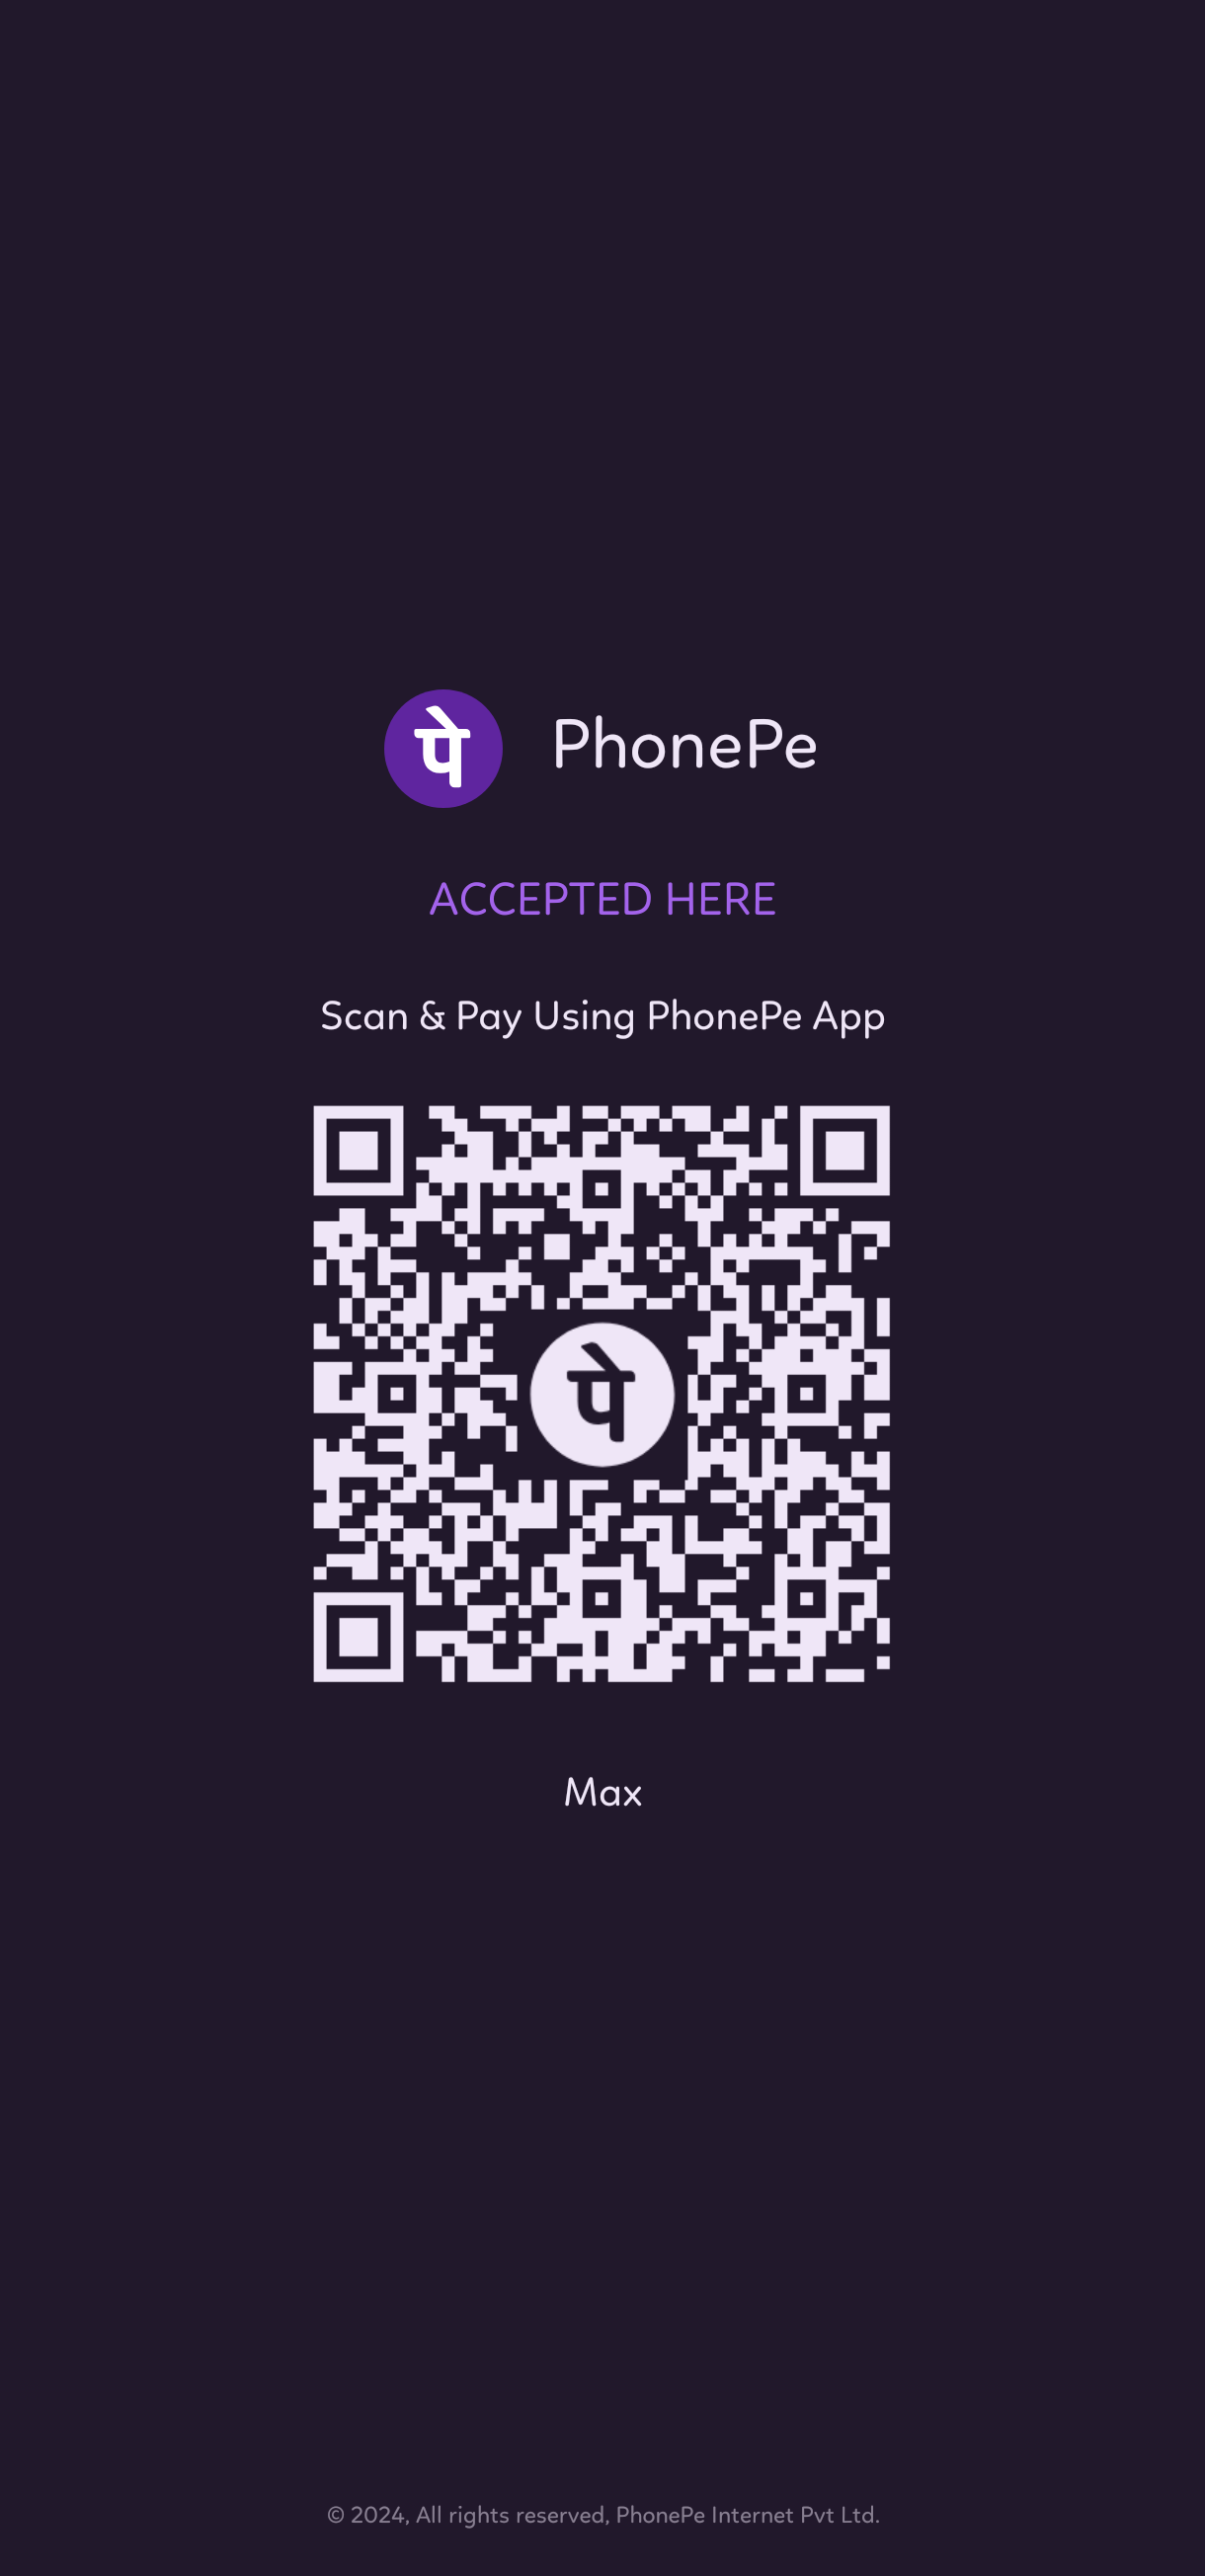 पे PhonePe
ACCEPTED HERE
Scan & Pay Using PhonePe App
पे
Max
© 2024, All rights reserved, PhonePe Internet Pvt Ltd.